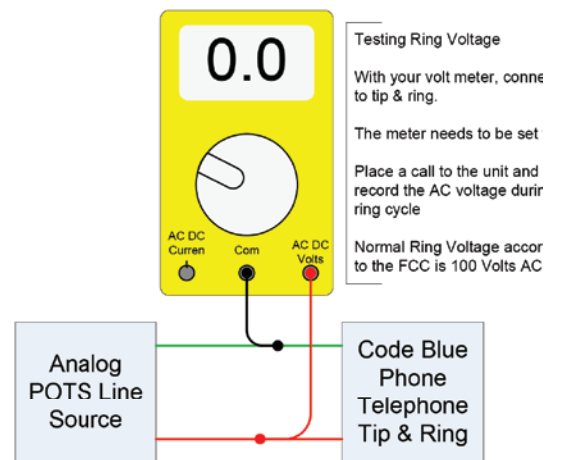 0.0
AC DC
Curren
Com
AC DC
Volts
Testing Ring Voltage
With your volt meter,
to tip & ring.
The meter needs to be set
Place a call to the unit and
record the AC voltage
ring cycle
Normal Ring Voltage
to the FCC is 100 Volts AC
Analog
POTS Line
Source
Code Blue
Phone
Telephone
Tip & Ring